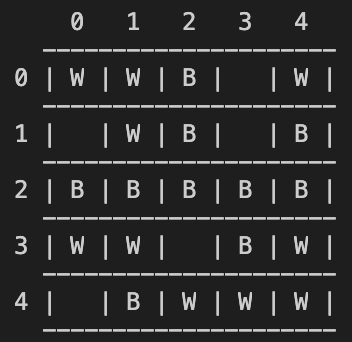 0 1 2 3 4
---------------------
0 | W | W | B |   | W |
---------------------
1 |   | W | B |   | B |
---------------------
2 | B | B | B | B | B |
---------------------
3 | W | W |   | B | W |
---------------------
4 |   | B | W | W | W |
---------------------